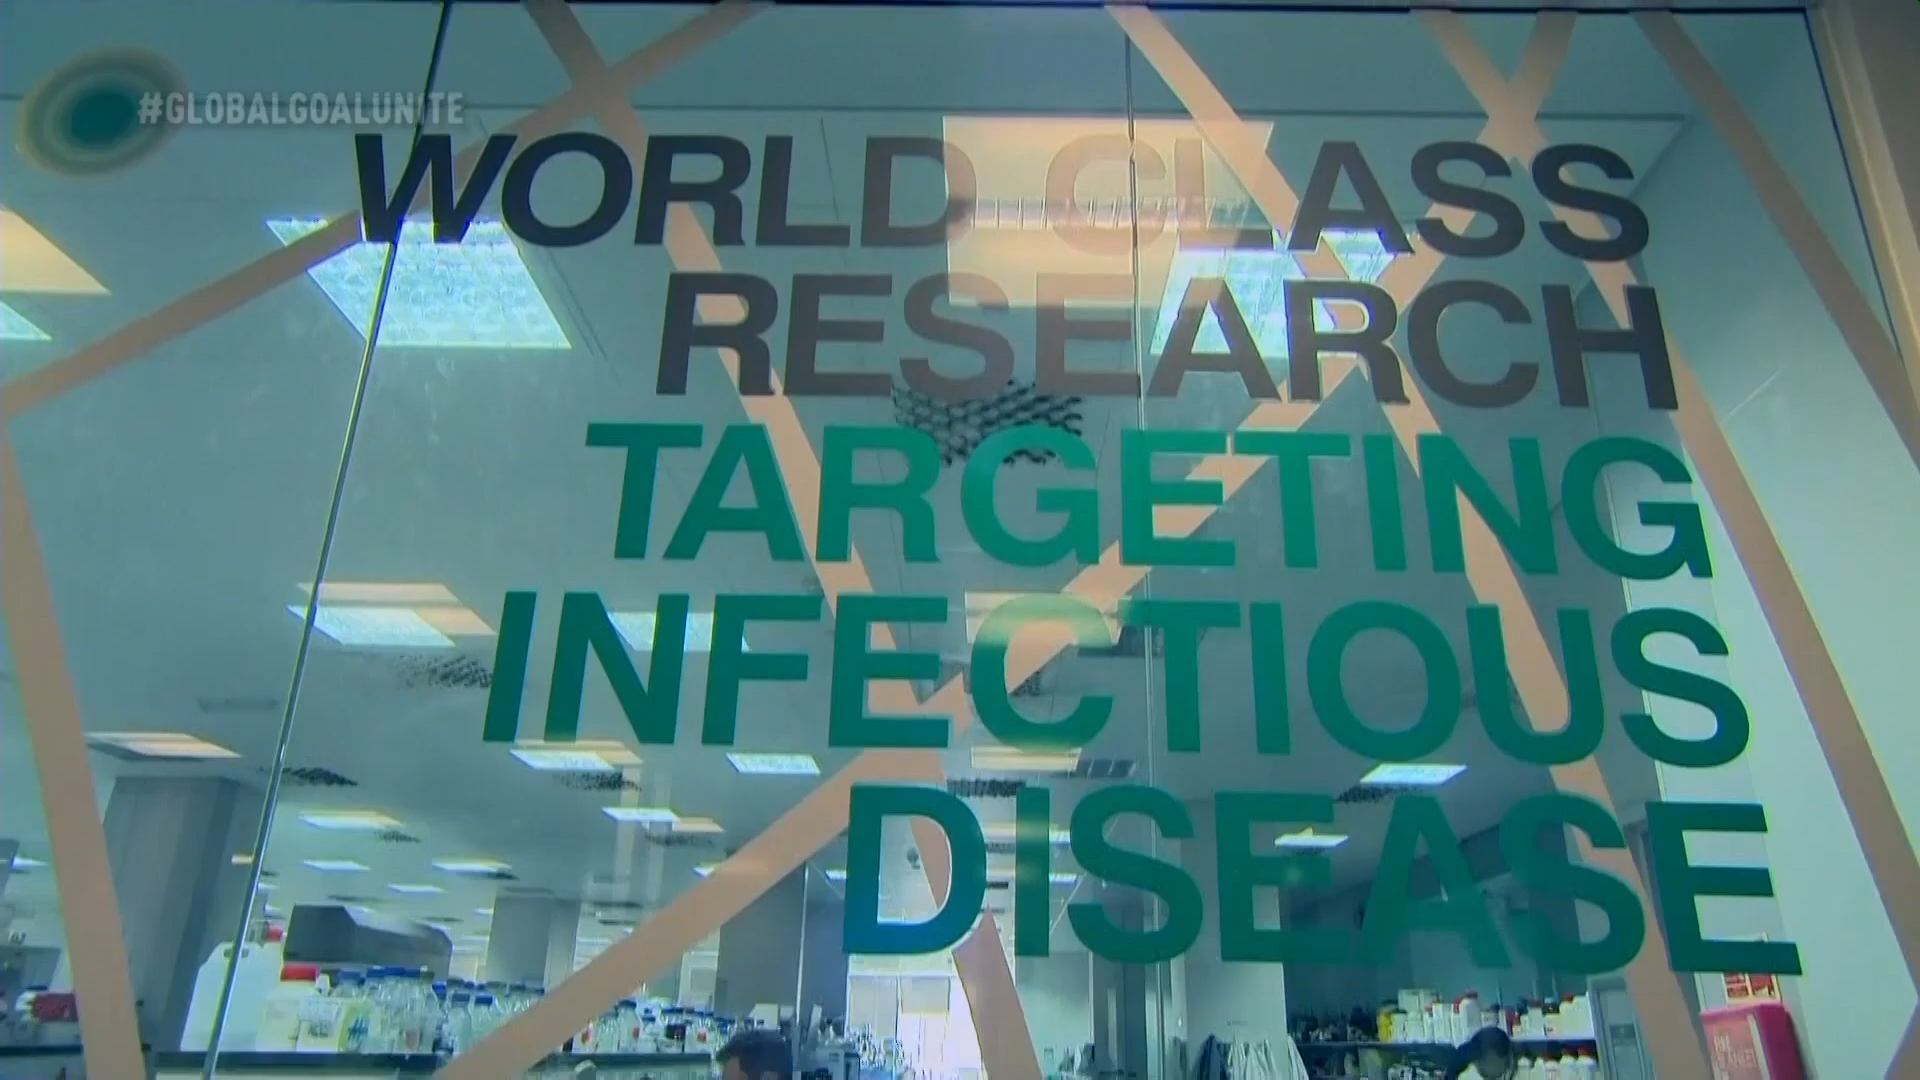 #GLOBALGOALUNITE
WORLD CLASS
RESEARCH
TARGETING
INFECTIOUS
DISEASE